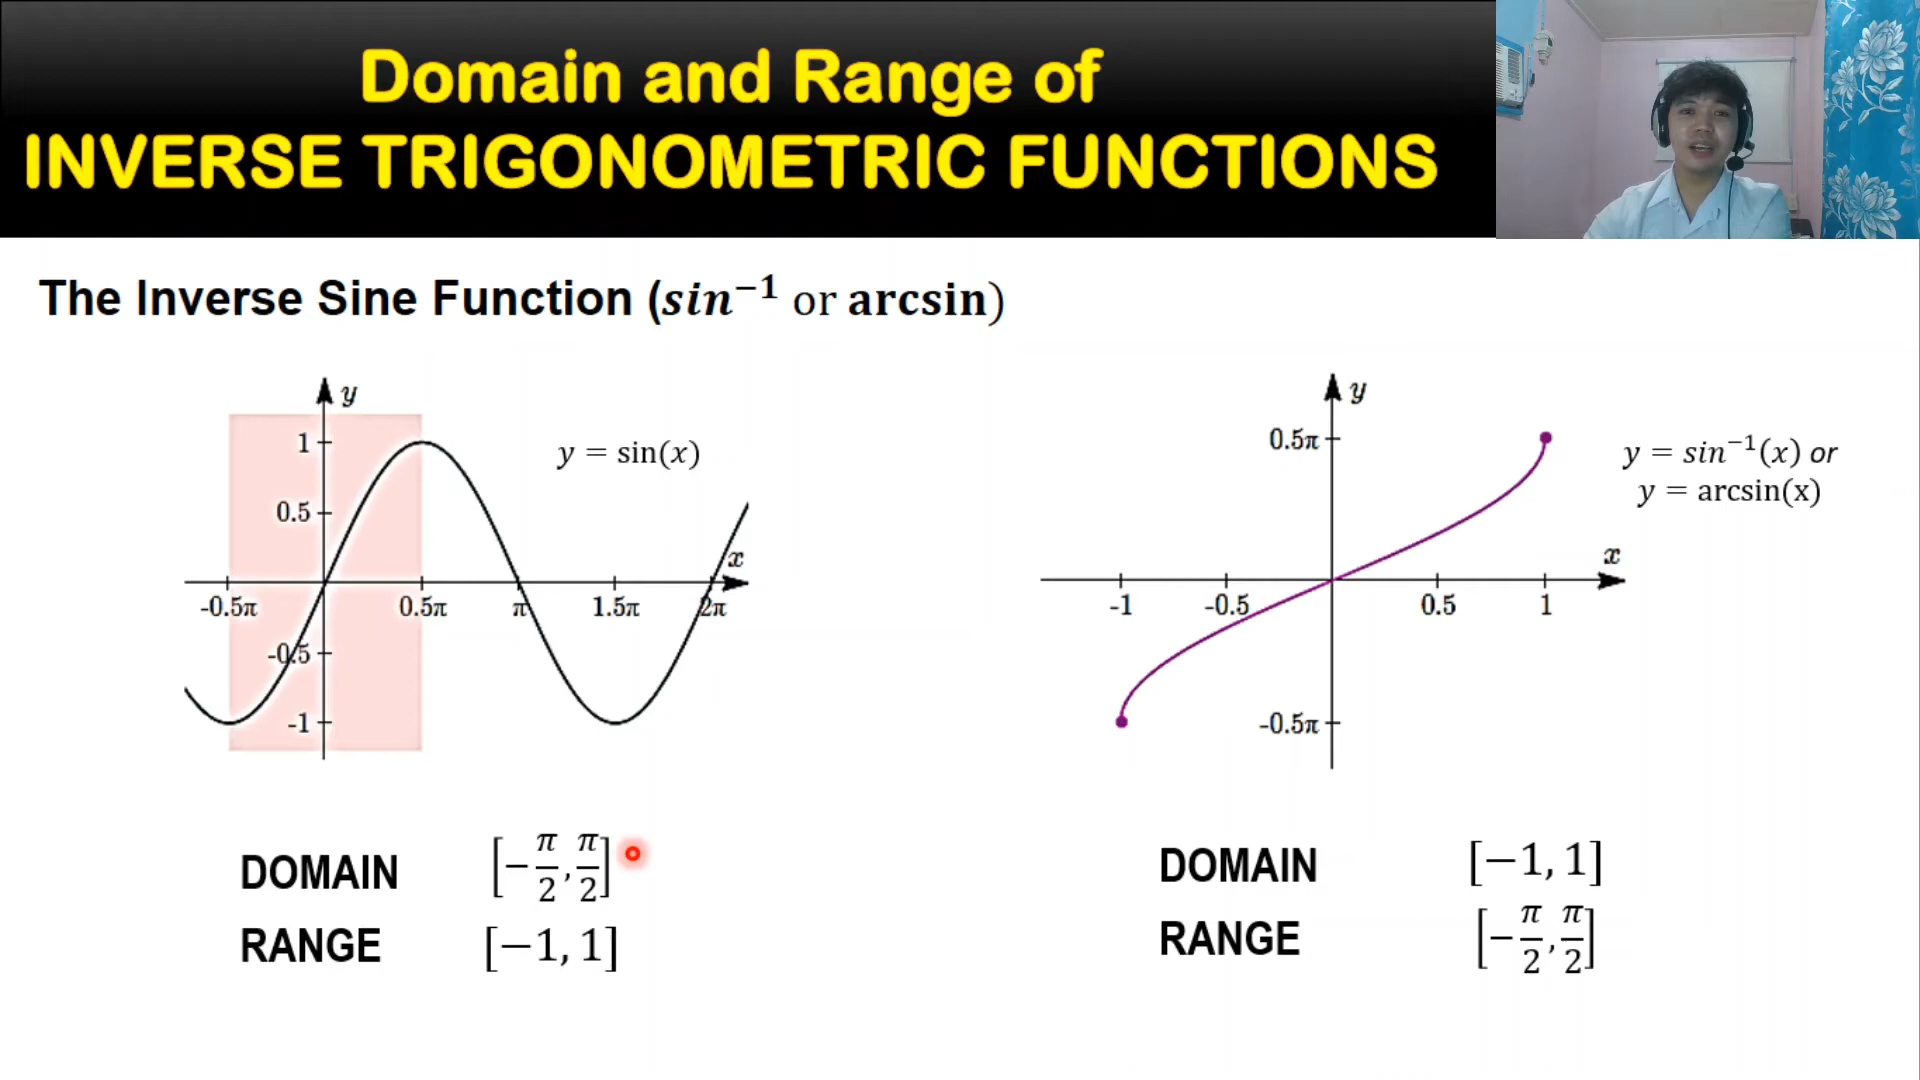 Domain and Range of
INVERSE TRIGONOMETRIC FUNCTIONS
The Inverse Sine Function (sin⁻¹ or arcsin)
y
1
y = sin(x)
0.5
x
-0.5π 0.5π π 1.5π 2π
-0.5
-1
DOMAIN [−π/2, π/2]
RANGE [−1, 1]
y
0.5π
y = sin⁻¹(x) or
y = arcsin(x)
x
-1 -0.5 0.5 1
-0.5π
DOMAIN [−1, 1]
RANGE [−π/2, π/2]